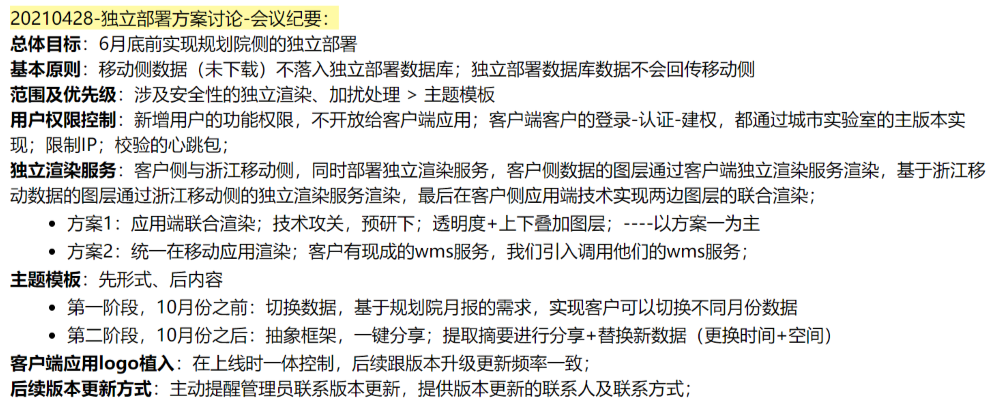 20210428-独立部署方案讨论-会议纪要：
总体目标：6月底前实现规划院侧的独立部署
基本原则：移动侧数据（未下载）不落入独立部署数据库；独立部署数据库数据不会回传移动侧
范围及优先级：涉及安全性的独立渲染、加扰处理 > 主题模板
用户权限控制：新增用户的功能权限，不开放给客户端应用；客户端客户的登录-认证-建权，都通过城市实验室的主版本实
现；限制IP；校验的心跳包；
独立渲染服务：客户侧与浙江移动侧，同时部署独立渲染服务，客户侧数据的图层通过客户端独立渲染服务渲染，基于浙江移
动数据的图层通过浙江移动侧的独立渲染服务渲染，最后在客户侧应用端技术实现两边图层的联合渲染；
• 方案1：应用端联合渲染；技术攻关，预研下；透明度+上下叠加图层；----以方案一为主
• 方案2：统一在移动应用渲染；客户有现成的wms服务，我们引入调用他们的wms服务；
主题模板：先形式、后内容
• 第一阶段，10月份之前：切换数据，基于规划院月报的需求，实现客户可以切换不同月份数据
• 第二阶段，10月份之后：抽象框架，一键分享；提取摘要进行分享+替换新数据（更换时间+空间）
客户端应用logo植入：在上线时一体控制，后续跟版本升级更新频率一致；
后续版本更新方式：主动提醒管理员联系版本更新，提供版本更新的联系人及联系方式；